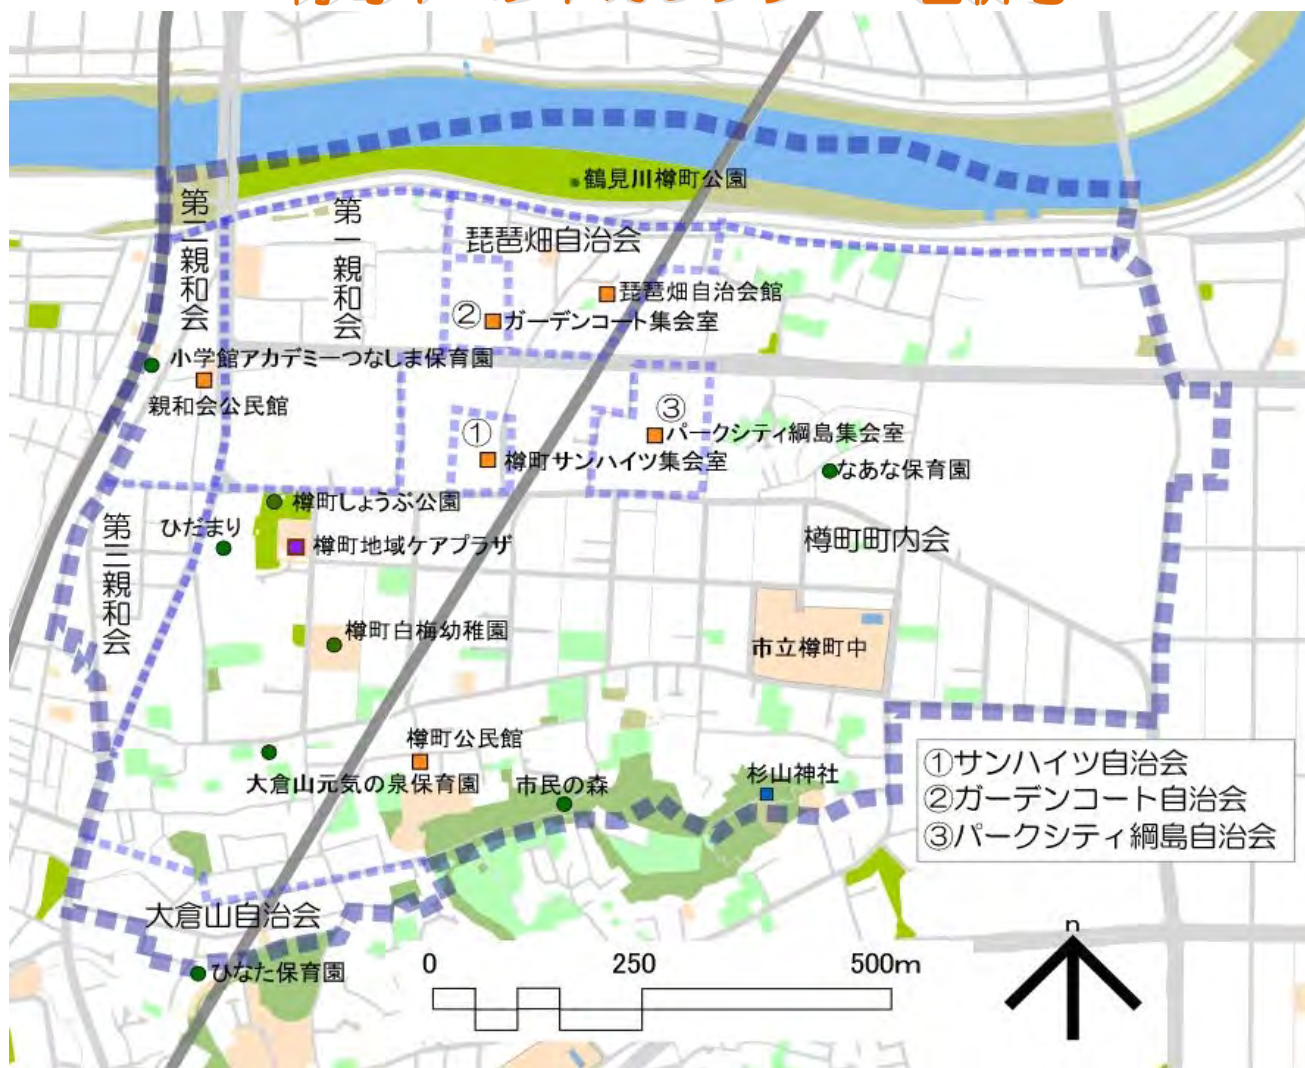 鶴見川樽町公園
第二親和会
第一親和会
琵琶畑自治会
琵琶畑自治会館
②
ガーデンコート集会室
小学館アカデミーつなしま保育園
親和会公民館
③
パークシティ綱島集会室
①
樽町サンハイツ集会室
なあな保育園
樽町しょうぶ公園
ひだまり
樽町地域ケアプラザ
樽町町内会
第三親和会
樽町白梅幼稚園
市立樽町中
樽町公民館
大倉山元気の泉保育園
市民の森
杉山神社
①サンハイツ自治会
②ガーデンコート自治会
③パークシティ綱島自治会
大倉山自治会
ひなた保育園
0 250 500m
n